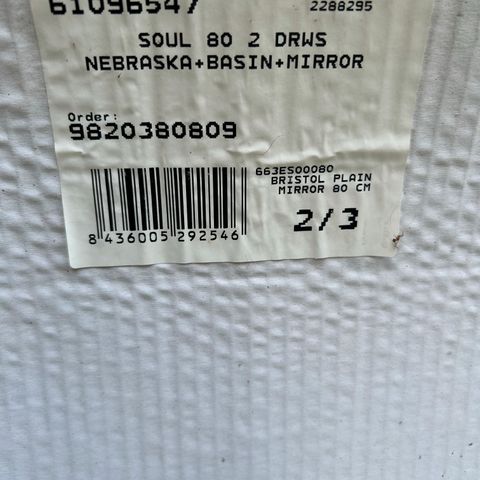 61096547
2288295
SOUL 80 2 DRWS
NEBRASKA+BASIN+MIRROR
Order:
9820380809
663ES00080
BRISTOL PLAIN
MIRROR 80 CM
8 436005 292546
2/3